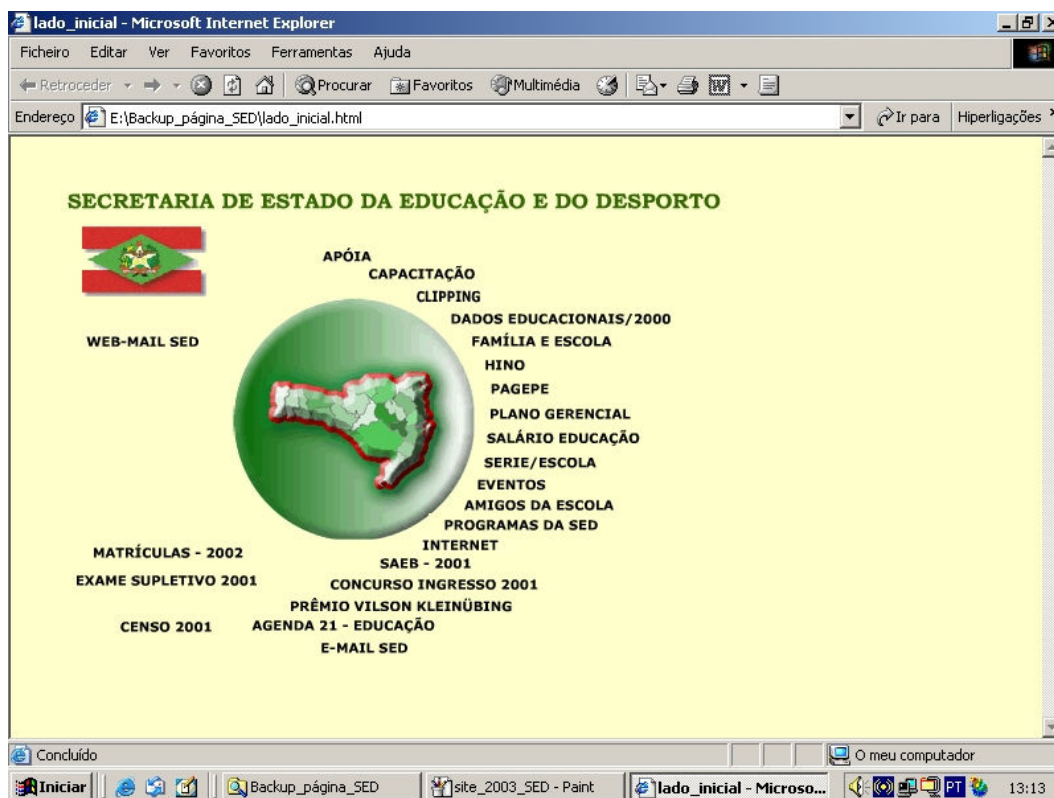 lado_inicial - Microsoft Internet Explorer
Ficheiro Editar Ver Favoritos Ferramentas Ajuda
Retroceder Procurar Favoritos Multimédia
Endereço E:\Backup_página_SED\lado_inicial.html Ir para Hiperligações
SECRETARIA DE ESTADO DA EDUCAÇÃO E DO DESPORTO
APÓIA
CAPACITAÇÃO
CLIPPING
DADOS EDUCACIONAIS/2000
WEB-MAIL SED FAMÍLIA E ESCOLA
HINO
PAGEPE
PLANO GERENCIAL
SALÁRIO EDUCAÇÃO
SERIE/ESCOLA
EVENTOS
AMIGOS DA ESCOLA
PROGRAMAS DA SED
INTERNET
MATRÍCULAS - 2002
SAEB - 2001
EXAME SUPLETIVO 2001 CONCURSO INGRESSO 2001
PRÊMIO VILSON KLEINÜBING
CENSO 2001 AGENDA 21 - EDUCAÇÃO
E-MAIL SED
Concluído O meu computador
Iniciar Backup_página_SED site_2003_SED - Paint lado_inicial - Microso... PT 13:13